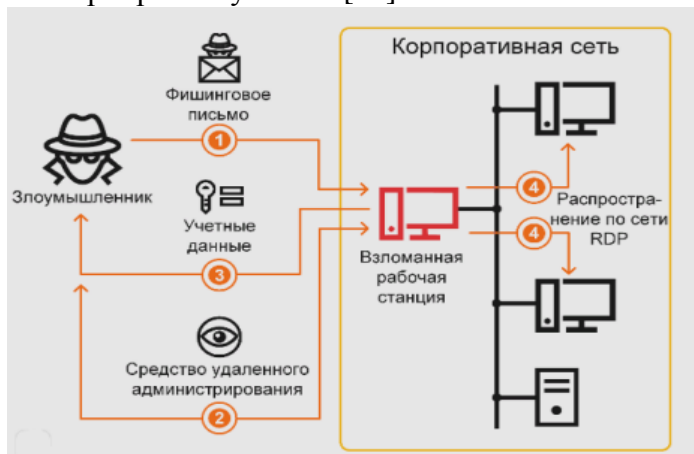 Корпоративная сеть
Фишинговое
письмо
1
Злоумышленник
Учетные
данные
3
Средство удаленного
администрирования
2
Взломанная
рабочая
станция
4
Распростра-
нение по сети
RDP
4